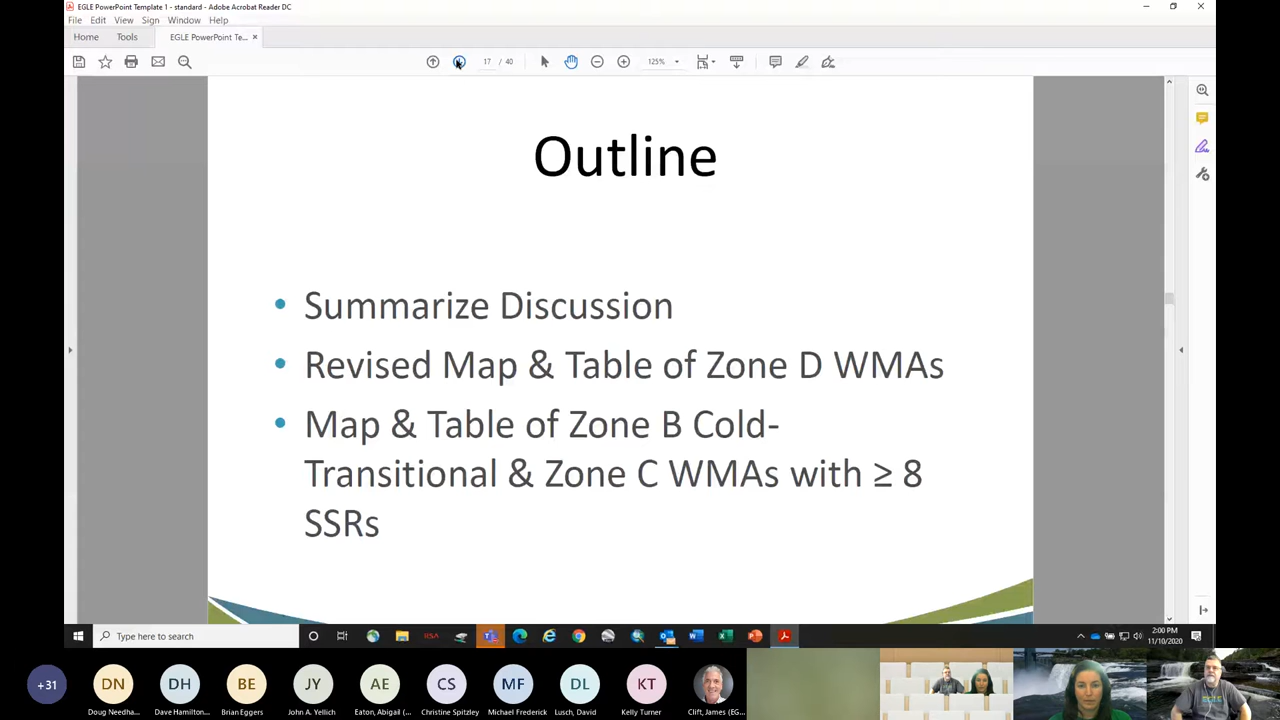 EGLE PowerPoint Template 1 - standard - Adobe Acrobat Reader DC
File Edit View Sign Window Help
Home Tools EGLE PowerPoint Te... ×
17 / 40 125%
Outline
• Summarize Discussion
• Revised Map & Table of Zone D WMAs
• Map & Table of Zone B Cold-
Transitional & Zone C WMAs with ≥ 8
SSRs
Type here to search
2:00 PM
11/10/2020
+31 DN DH BE JY AE CS MF DL KT
Doug Needha... Dave Hamilton... Brian Eggers John A. Yellich Eaton, Abigail (... Christine Spitzley Michael Frederick Lusch, David Kelly Turner Clift, James (EG...